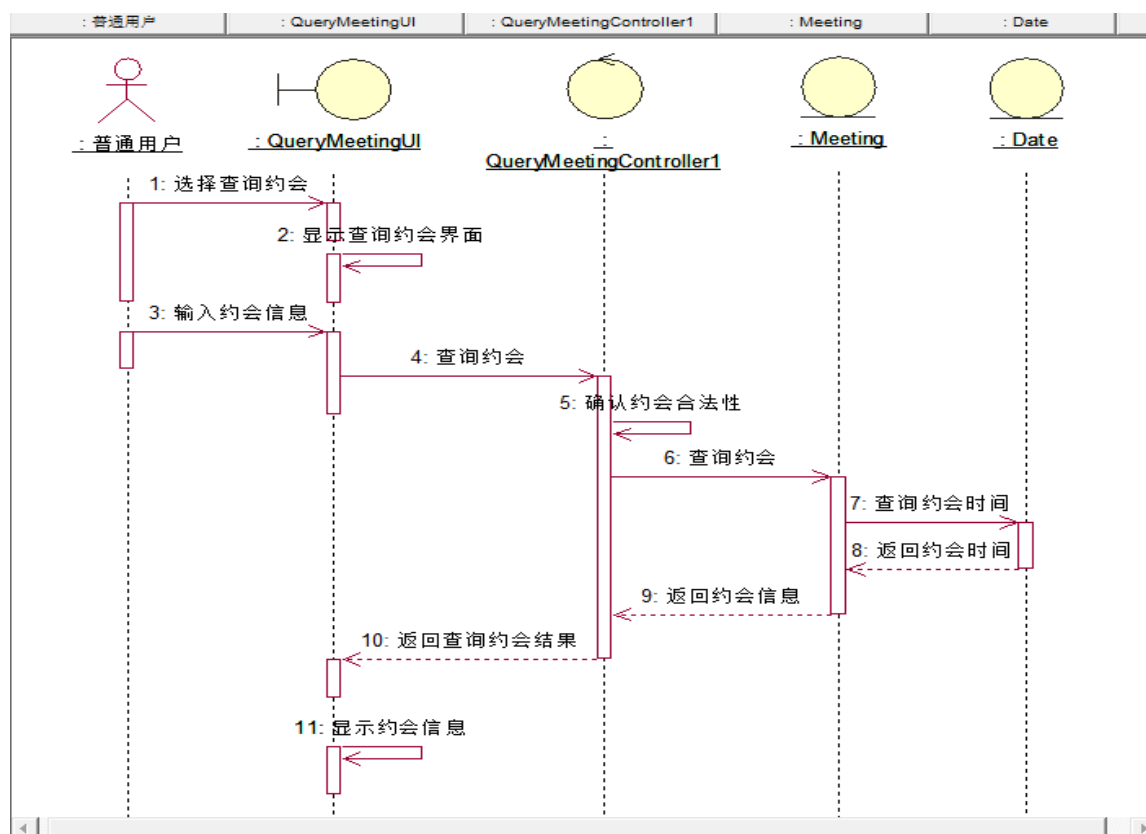 : 普通用户
: QueryMeetingUI
: QueryMeetingController1
: Meeting
: Date
: 普通用户
: QueryMeetingUI
:
QueryMeetingController1
: Meeting
: Date
1: 选择查询约会
2: 显示查询约会界面
3: 输入约会信息
4: 查询约会
5: 确认约会合法性
6: 查询约会
7: 查询约会时间
8: 返回约会时间
9: 返回约会信息
10: 返回查询约会结果
11: 显示约会信息